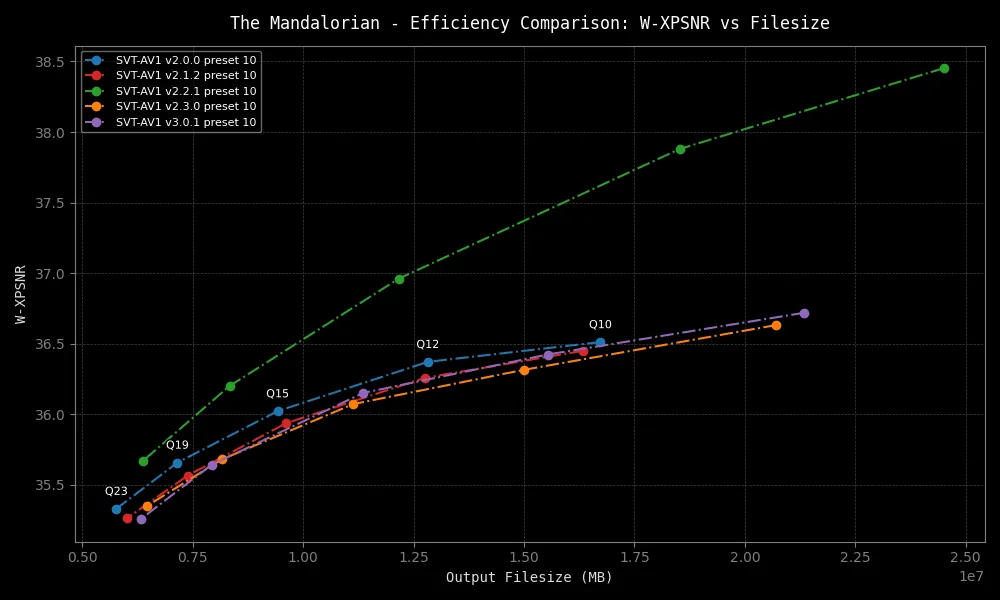 The Mandalorian - Efficiency Comparison: W-XPSNR vs Filesize
SVT-AV1 v2.0.0 preset 10
SVT-AV1 v2.1.2 preset 10
SVT-AV1 v2.2.1 preset 10
SVT-AV1 v2.3.0 preset 10
SVT-AV1 v3.0.1 preset 10
38.5
38.0
37.5
37.0
36.5
36.0
35.5
W-XPSNR
Q10
Q12
Q15
Q19
Q23
0.50
0.75
1.00
1.25
1.50
1.75
2.00
2.25
2.50
1e7
Output Filesize (MB)